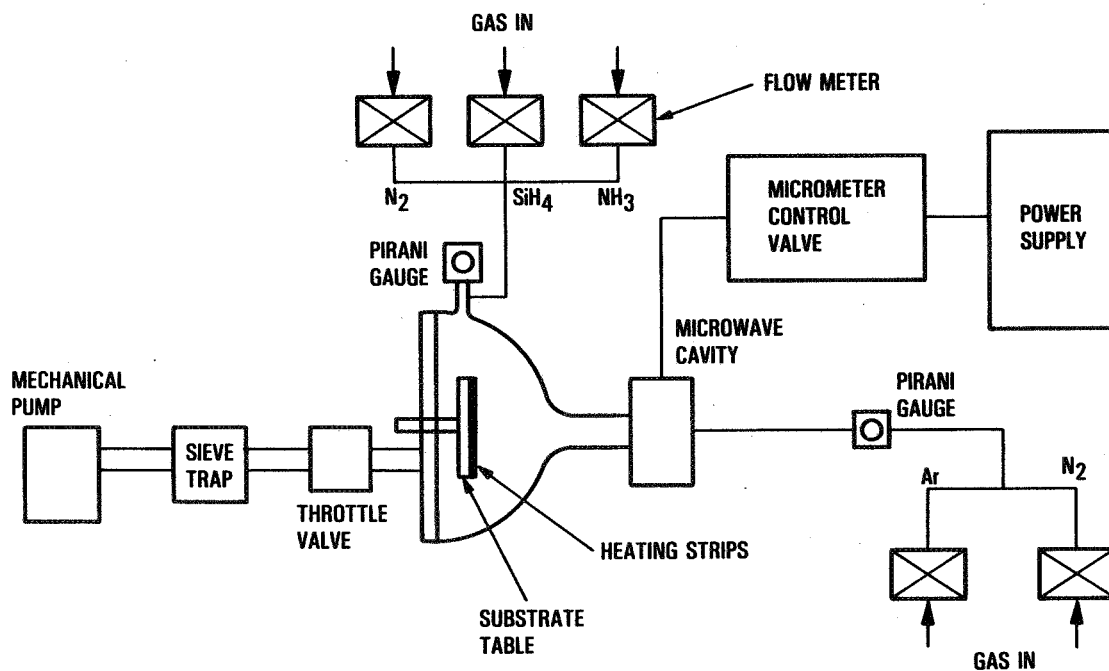 GAS IN
FLOW METER
N2
SiH4
NH3
MICROMETER
CONTROL
VALVE
POWER
SUPPLY
PIRANI
GAUGE
MICROWAVE
CAVITY
MECHANICAL
PUMP
PIRANI
GAUGE
SIEVE
TRAP
Ar
N2
THROTTLE
VALVE
HEATING STRIPS
SUBSTRATE
TABLE
GAS IN